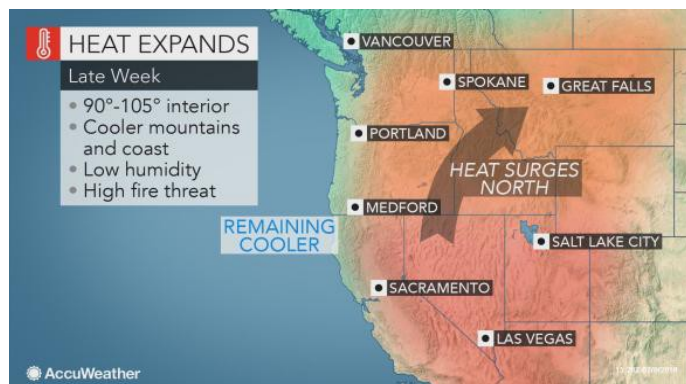 HEAT EXPANDS
Late Week
• 90°-105° interior
• Cooler mountains
and coast
• Low humidity
• High fire threat
VANCOUVER
SPOKANE
GREAT FALLS
PORTLAND
HEAT SURGES
NORTH
MEDFORD
REMAINING
COOLER
SALT LAKE CITY
SACRAMENTO
LAS VEGAS
AccuWeather